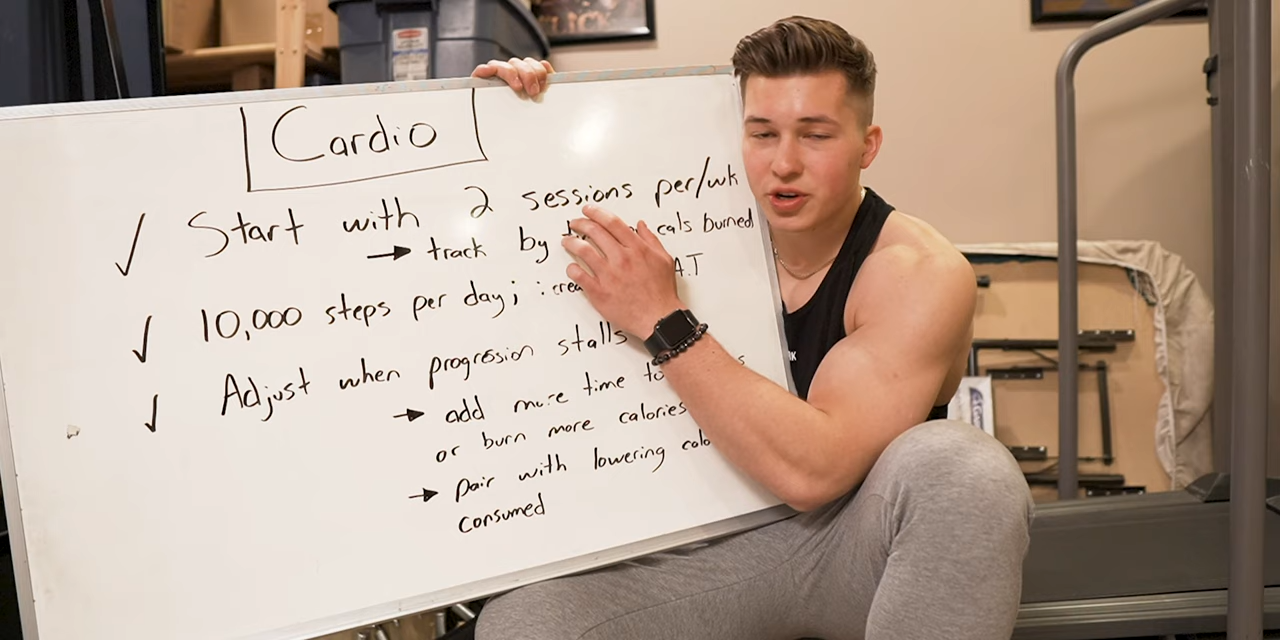 Cardio
Start with 2 sessions per/wk
→ track by cals burned
10,000 steps per day;
Adjust when progression stalls
→ add more time to
or burn more calories
→ pair with lowering
consumed